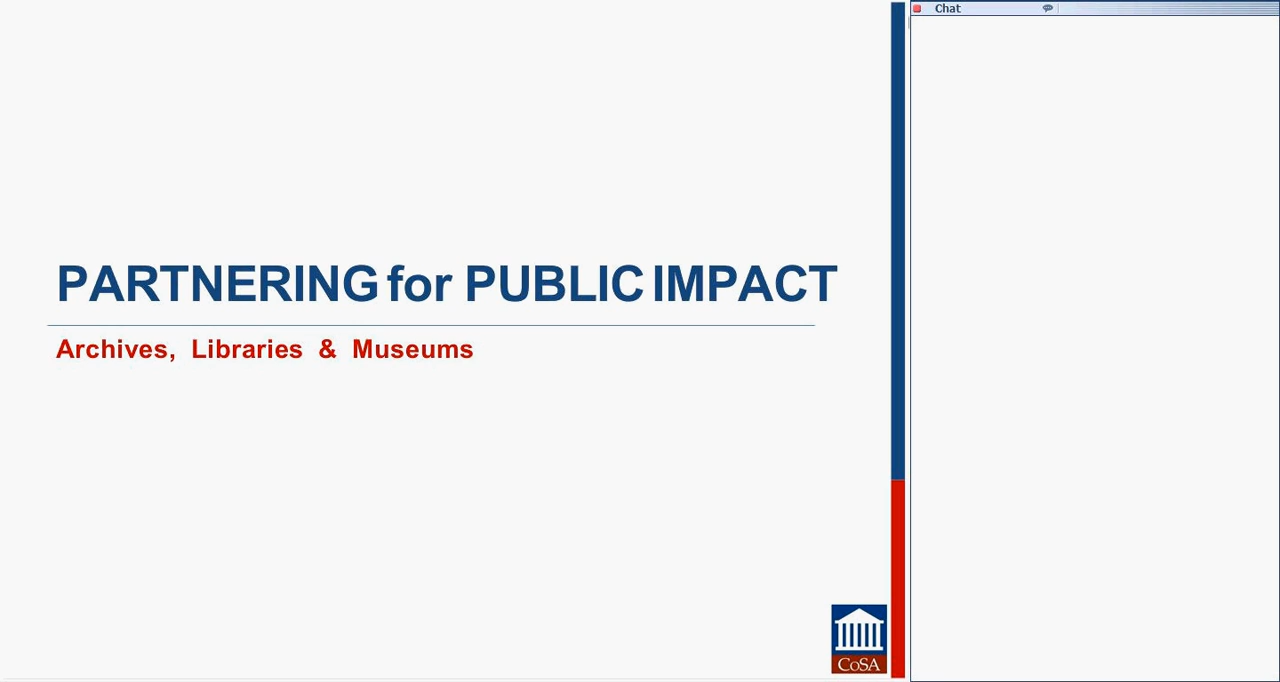 Chat
PARTNERING for PUBLIC IMPACT
Archives, Libraries & Museums
CoSA